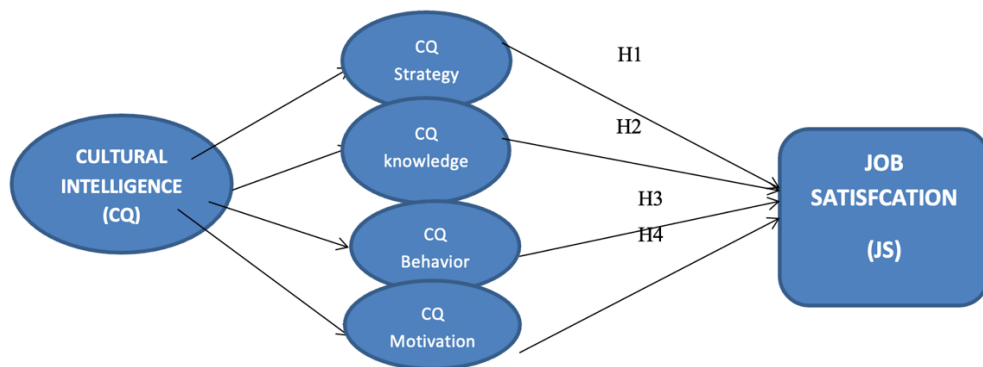 CULTURAL
INTELLIGENCE
(CQ)
CQ
Strategy
CQ
knowledge
CQ
Behavior
CQ
Motivation
H1
H2
H3
H4
JOB
SATISFCATION
(JS)